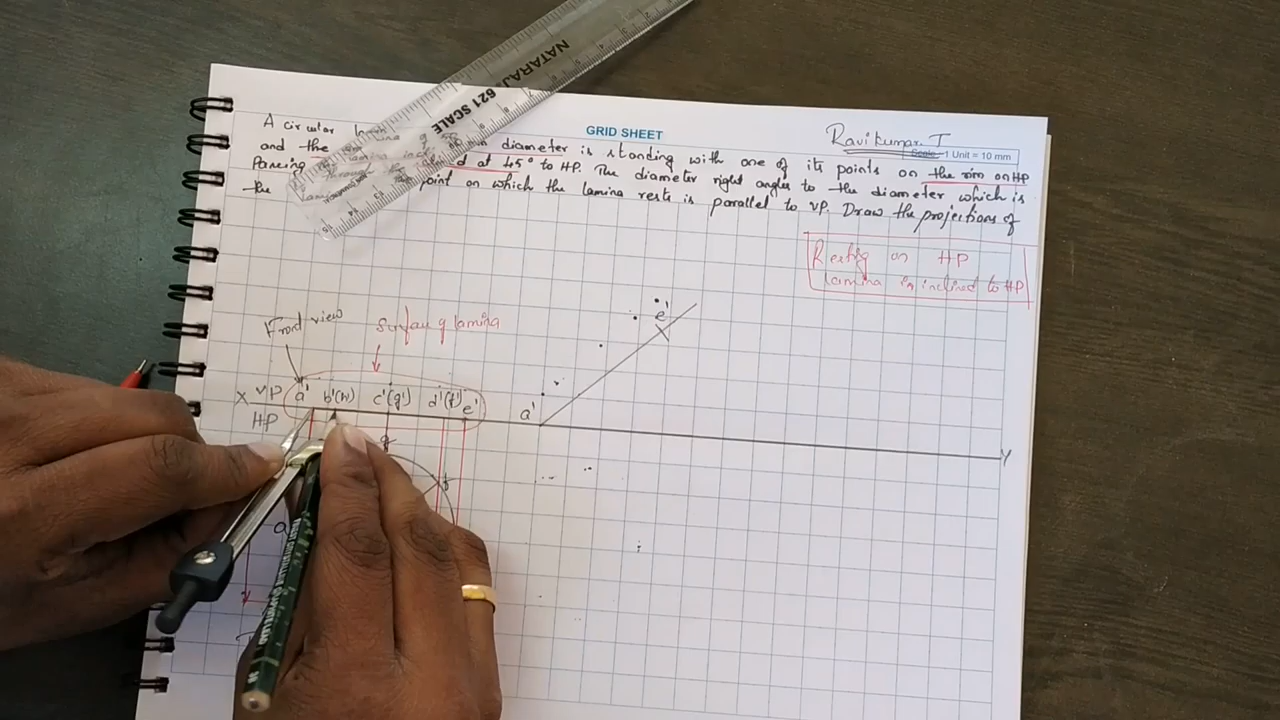 NATARAJ 621 SCALE
GRID SHEET
Ravikumar T
Scale 1 Unit = 10 mm
A circular diameter is standing with one of its points on the rim on HP
and the at 45° to HP. The diameter right angles to the diameter which is
Passing point on which the lamina rests is parallel to VP. Draw the projections of
the
Resting on HP
Lamina is inclined to HP
Front view
Surface of lamina
X VP a' b'(h') c'(g') d'(f') e'
HP
a' e'
Y
g
f
a